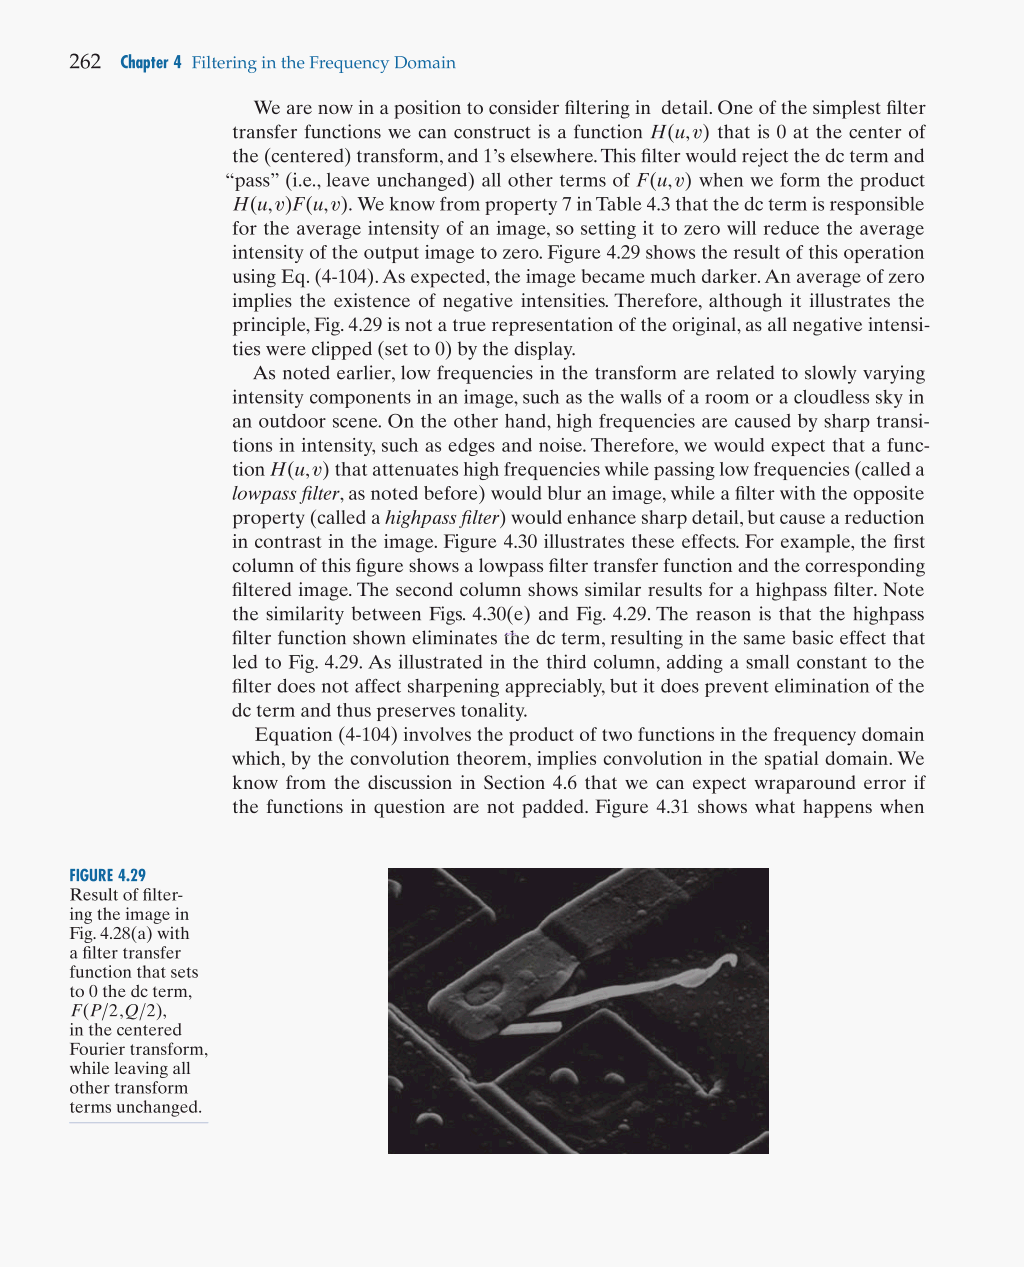 262 Chapter 4 Filtering in the Frequency Domain
We are now in a position to consider filtering in detail. One of the simplest filter
transfer functions we can construct is a function H(u,v) that is 0 at the center of
the (centered) transform, and 1’s elsewhere. This filter would reject the dc term and
“pass” (i.e., leave unchanged) all other terms of F(u,v) when we form the product
H(u,v)F(u,v). We know from property 7 in Table 4.3 that the dc term is responsible
for the average intensity of an image, so setting it to zero will reduce the average
intensity of the output image to zero. Figure 4.29 shows the result of this operation
using Eq. (4-104). As expected, the image became much darker. An average of zero
implies the existence of negative intensities. Therefore, although it illustrates the
principle, Fig. 4.29 is not a true representation of the original, as all negative intensi-
ties were clipped (set to 0) by the display.
As noted earlier, low frequencies in the transform are related to slowly varying
intensity components in an image, such as the walls of a room or a cloudless sky in
an outdoor scene. On the other hand, high frequencies are caused by sharp transi-
tions in intensity, such as edges and noise. Therefore, we would expect that a func-
tion H(u,v) that attenuates high frequencies while passing low frequencies (called a
lowpass filter, as noted before) would blur an image, while a filter with the opposite
property (called a highpass filter) would enhance sharp detail, but cause a reduction
in contrast in the image. Figure 4.30 illustrates these effects. For example, the first
column of this figure shows a lowpass filter transfer function and the corresponding
filtered image. The second column shows similar results for a highpass filter. Note
the similarity between Figs. 4.30(e) and Fig. 4.29. The reason is that the highpass
filter function shown eliminates the dc term, resulting in the same basic effect that
led to Fig. 4.29. As illustrated in the third column, adding a small constant to the
filter does not affect sharpening appreciably, but it does prevent elimination of the
dc term and thus preserves tonality.
Equation (4-104) involves the product of two functions in the frequency domain
which, by the convolution theorem, implies convolution in the spatial domain. We
know from the discussion in Section 4.6 that we can expect wraparound error if
the functions in question are not padded. Figure 4.31 shows what happens when
FIGURE 4.29
Result of filter-
ing the image in
Fig. 4.28(a) with
a filter transfer
function that sets
to 0 the dc term,
F(P/2,Q/2),
in the centered
Fourier transform,
while leaving all
other transform
terms unchanged.